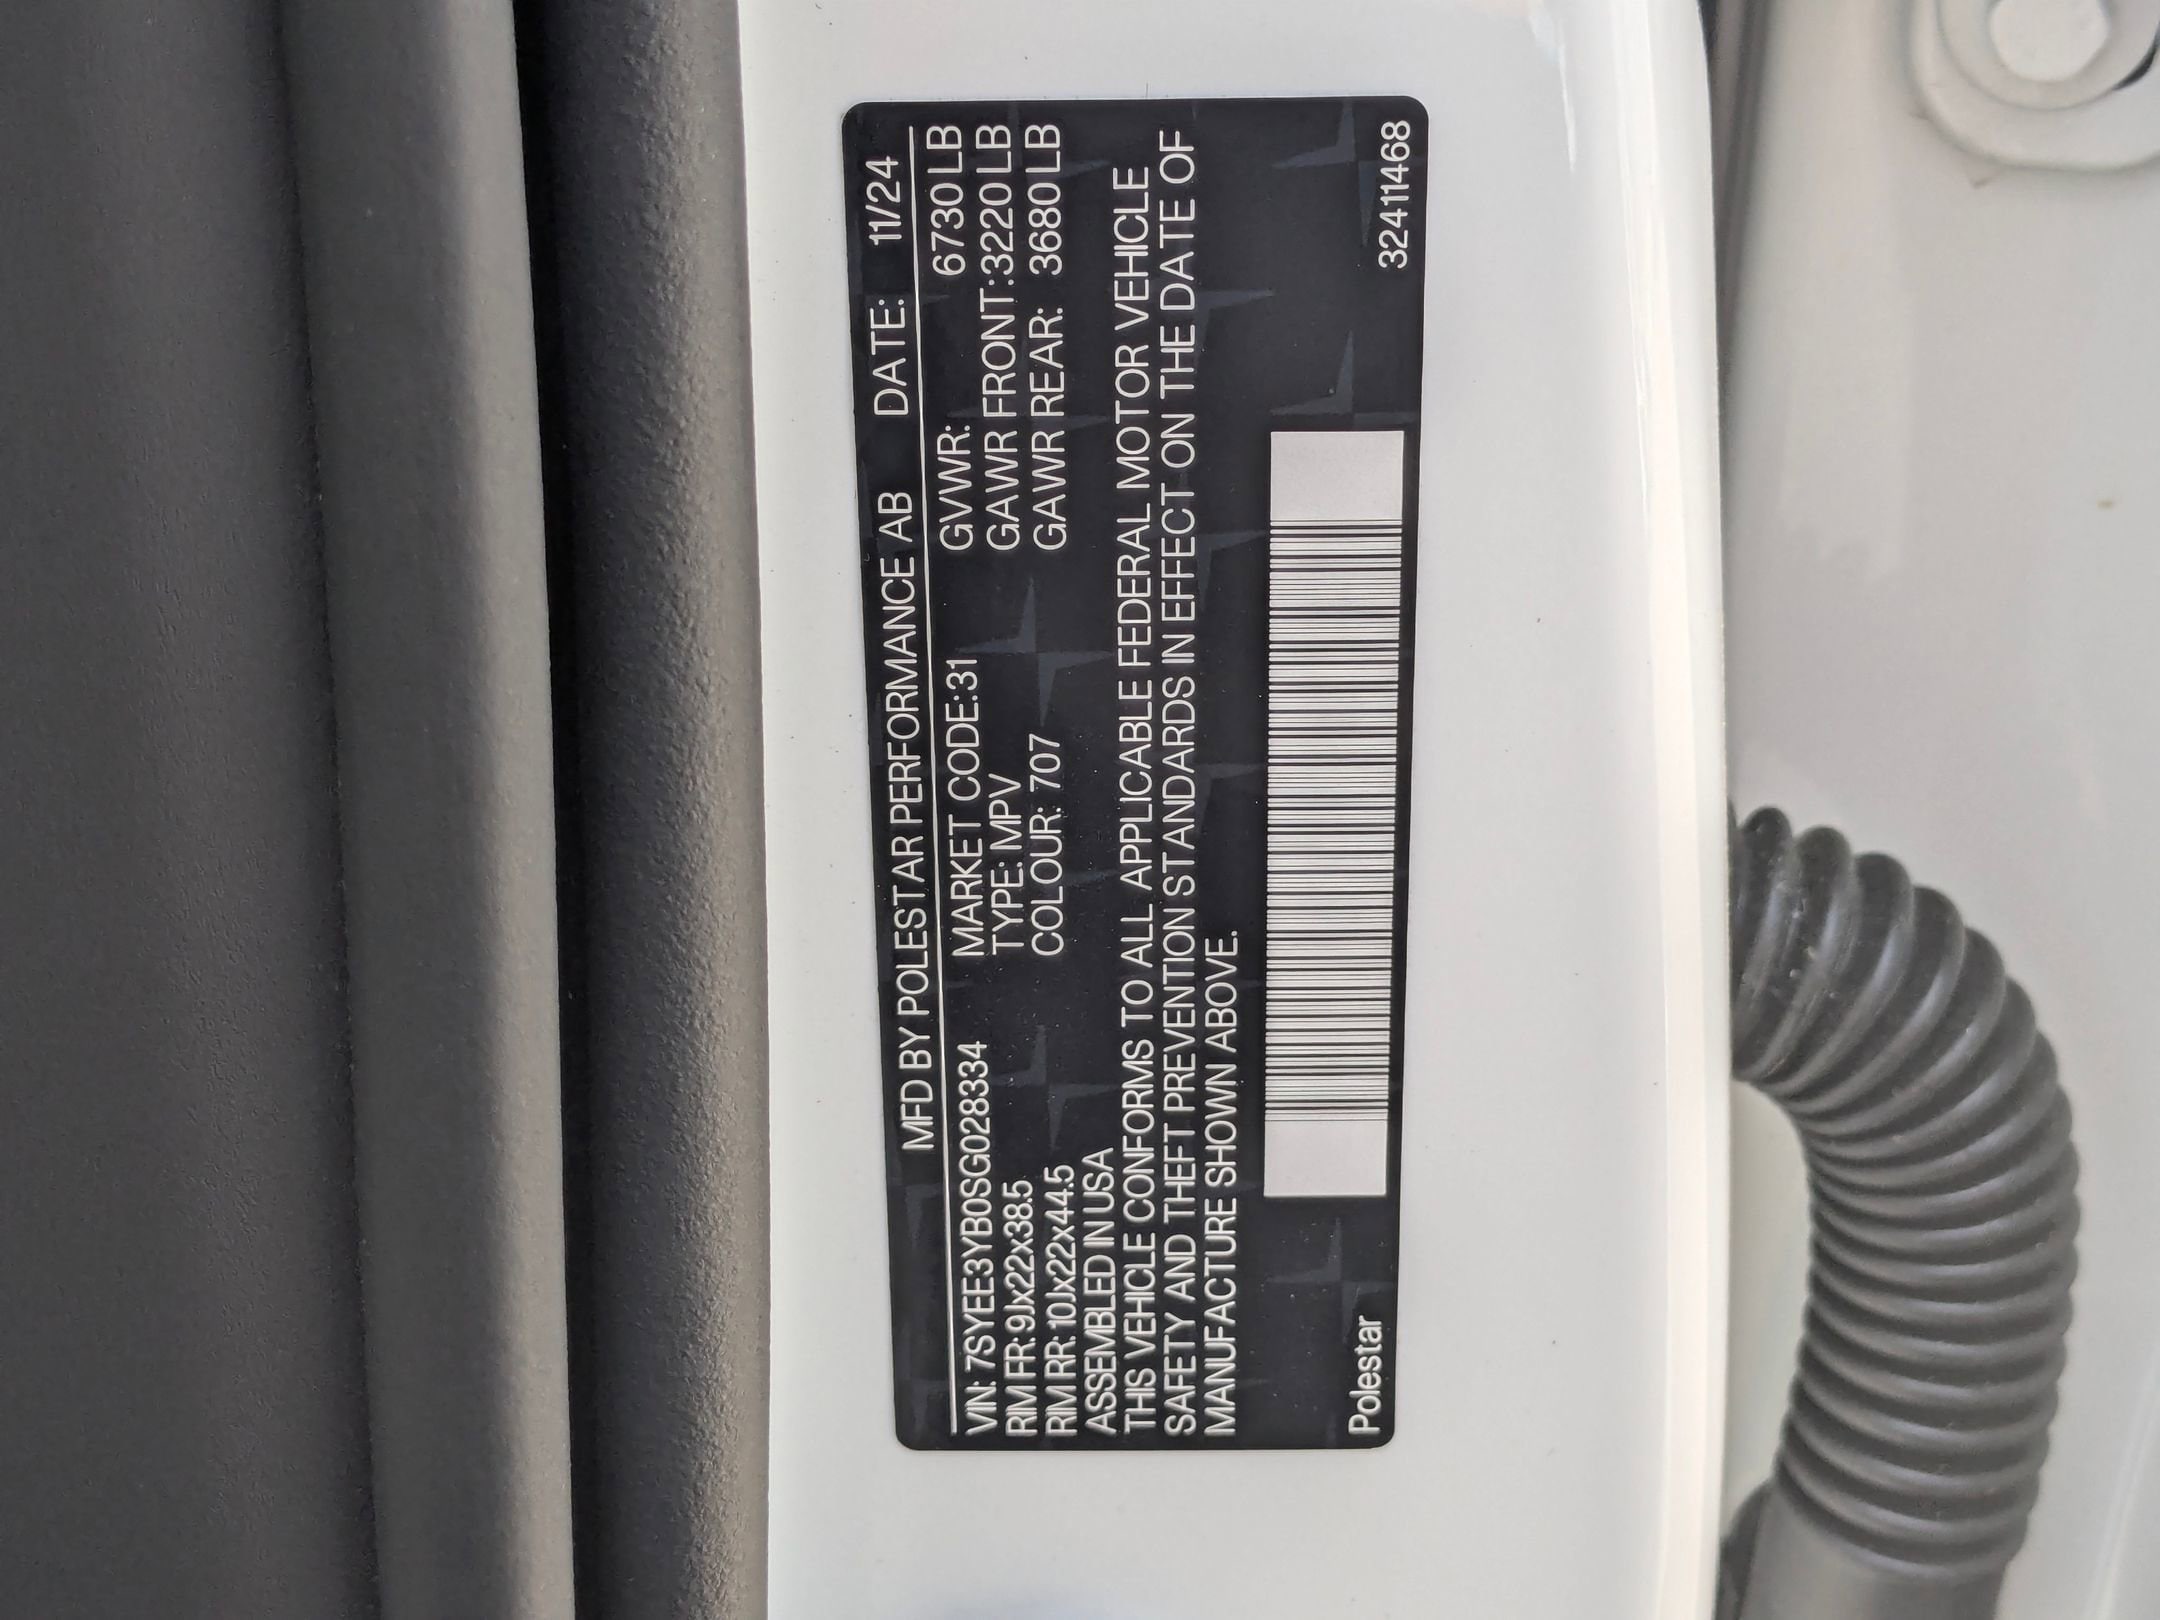 MFD BY POLESTAR PERFORMANCE AB DATE: 11/24
VIN: 7SYEE3YB0SG028334 MARKET CODE:31 GVWR: 6730 LB
RIM FR: 9Jx22x38.5 TYPE: MPV GAWR FRONT:3220 LB
RIM RR: 10Jx22x44.5 COLOUR: 707 GAWR REAR: 3680 LB
ASSEMBLED IN USA
THIS VEHICLE CONFORMS TO ALL APPLICABLE FEDERAL MOTOR VEHICLE
SAFETY AND THEFT PREVENTION STANDARDS IN EFFECT ON THE DATE OF
MANUFACTURE SHOWN ABOVE.
Polestar 32411468